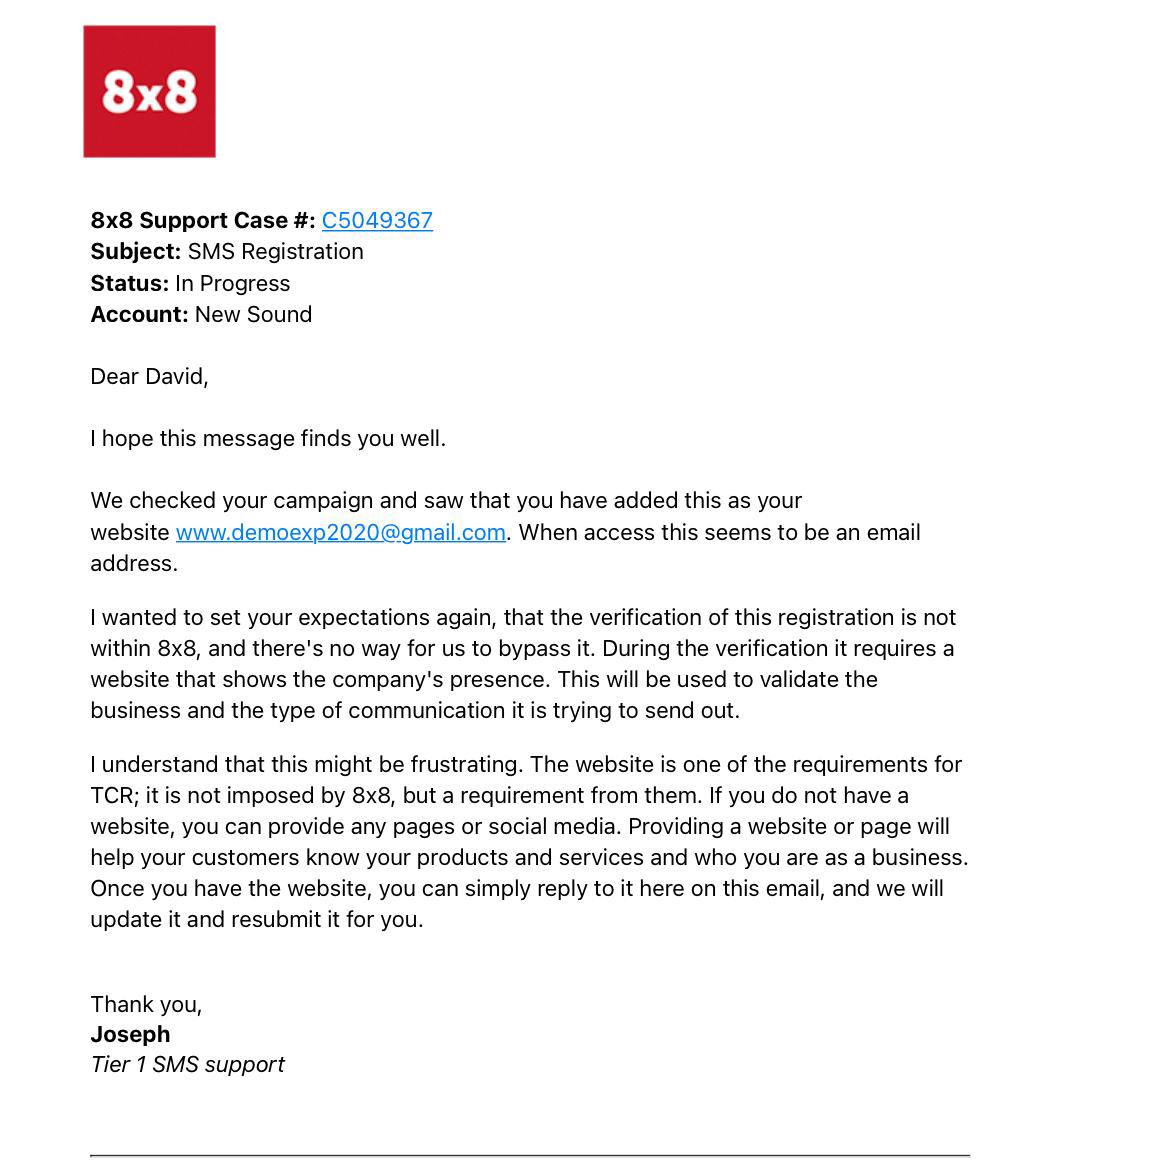 8x8
8x8 Support Case #: C5049367
Subject: SMS Registration
Status: In Progress
Account: New Sound
Dear David,
I hope this message finds you well.
We checked your campaign and saw that you have added this as your
website www.demoexp2020@gmail.com. When access this seems to be an email
address.
I wanted to set your expectations again, that the verification of this registration is not
within 8x8, and there's no way for us to bypass it. During the verification it requires a
website that shows the company's presence. This will be used to validate the
business and the type of communication it is trying to send out.
I understand that this might be frustrating. The website is one of the requirements for
TCR; it is not imposed by 8x8, but a requirement from them. If you do not have a
website, you can provide any pages or social media. Providing a website or page will
help your customers know your products and services and who you are as a business.
Once you have the website, you can simply reply to it here on this email, and we will
update it and resubmit it for you.
Thank you,
Joseph
Tier 1 SMS support